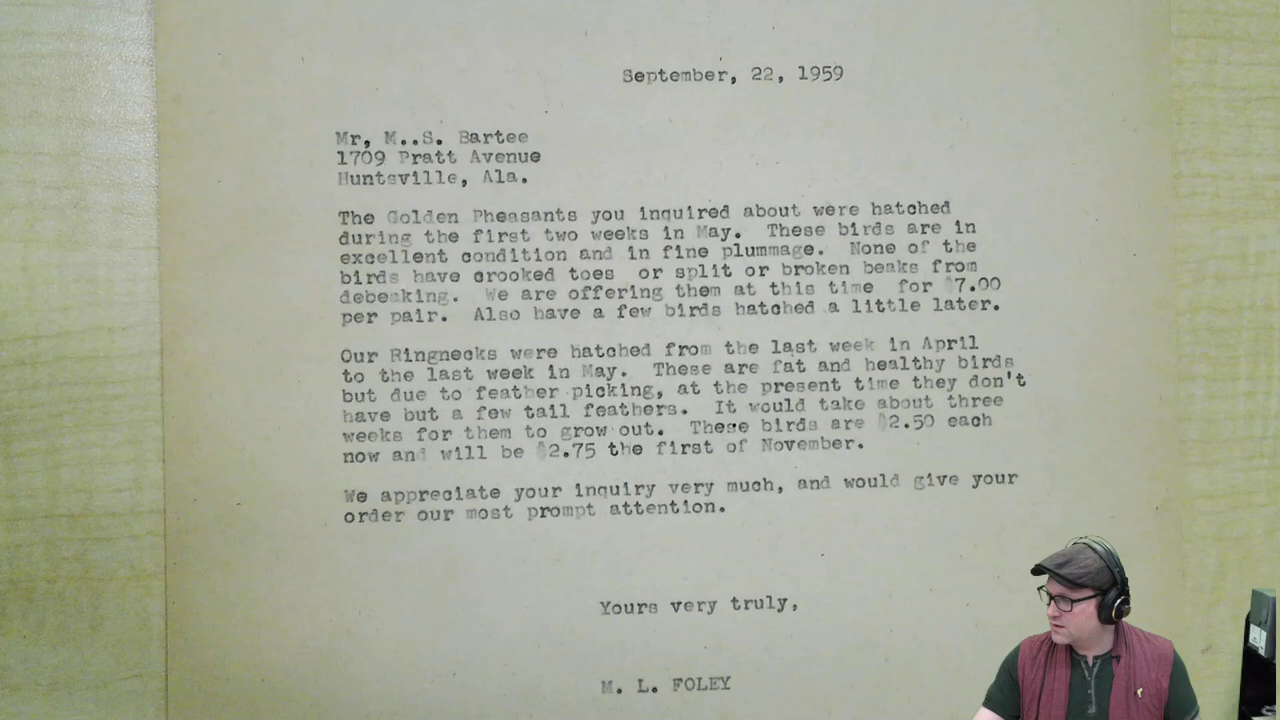 September, 22, 1959
Mr, M..S. Bartee
1709 Pratt Avenue
Huntsville, Ala.
The Golden Pheasants you inquired about were hatched
during the first two weeks in May.  These birds are in
excellent condition and in fine plummage.  None of the
birds have crooked toes  or split or broken beaks from
debeaking.  We are offering them at this time  for $7.00
per pair.  Also have a few birds hatched a little later.
Our Ringnecks were hatched from the last week in April
to the last week in May.  These are fat and healthy birds
but due to feather picking, at the present time they don't
have but a few tail feathers.  It would take about three
weeks for them to grow out.  These birds are $2.50 each
now and will be $2.75 the first of November.
We appreciate your inquiry very much, and would give your
order our most prompt attention.
Yours very truly,
M. L. FOLEY